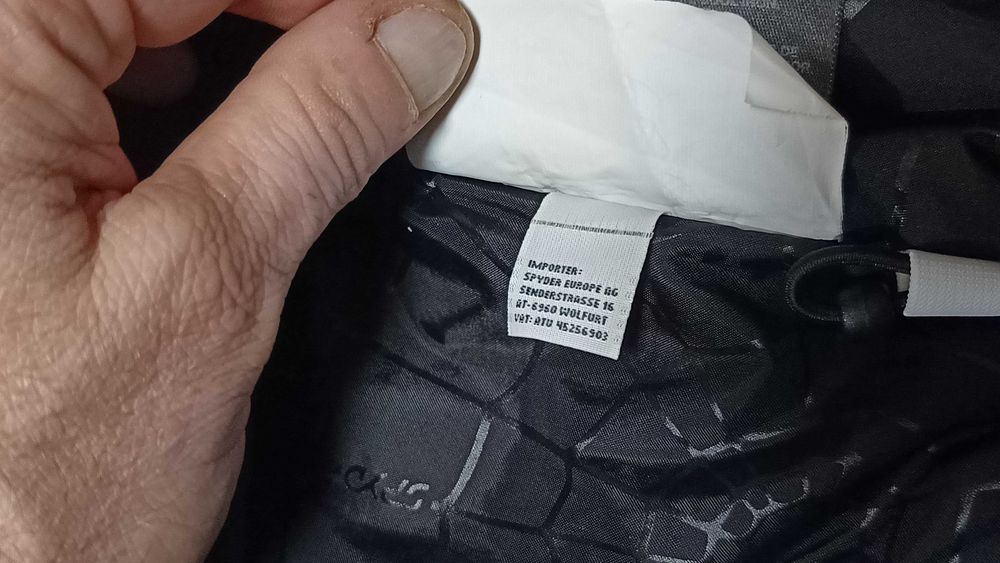 IMPORTER:
SPYDER EUROPE AG
SENDERSTRASSE 16
AT-6960 WOLFURT
VAT: ATU 45256903